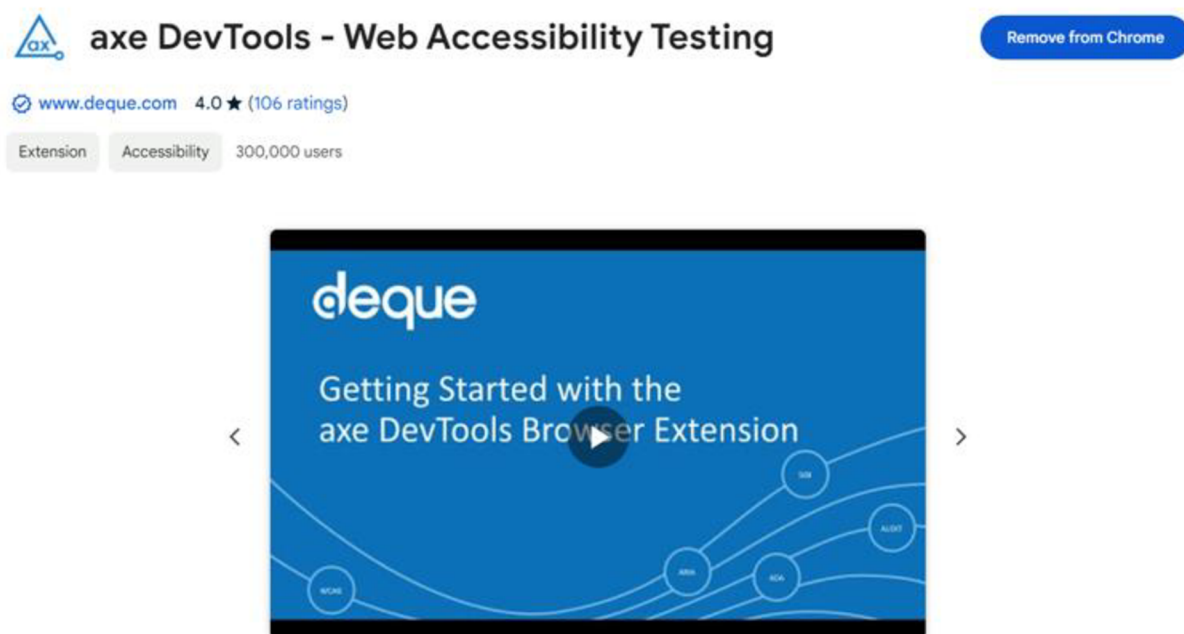 ax
axe DevTools - Web Accessibility Testing
Remove from Chrome
www.deque.com 4.0 ★ (106 ratings)
Extension Accessibility 300,000 users
deque
Getting Started with the
axe DevTools Browser Extension
AUDIT
ARIA
ADA
WCAG